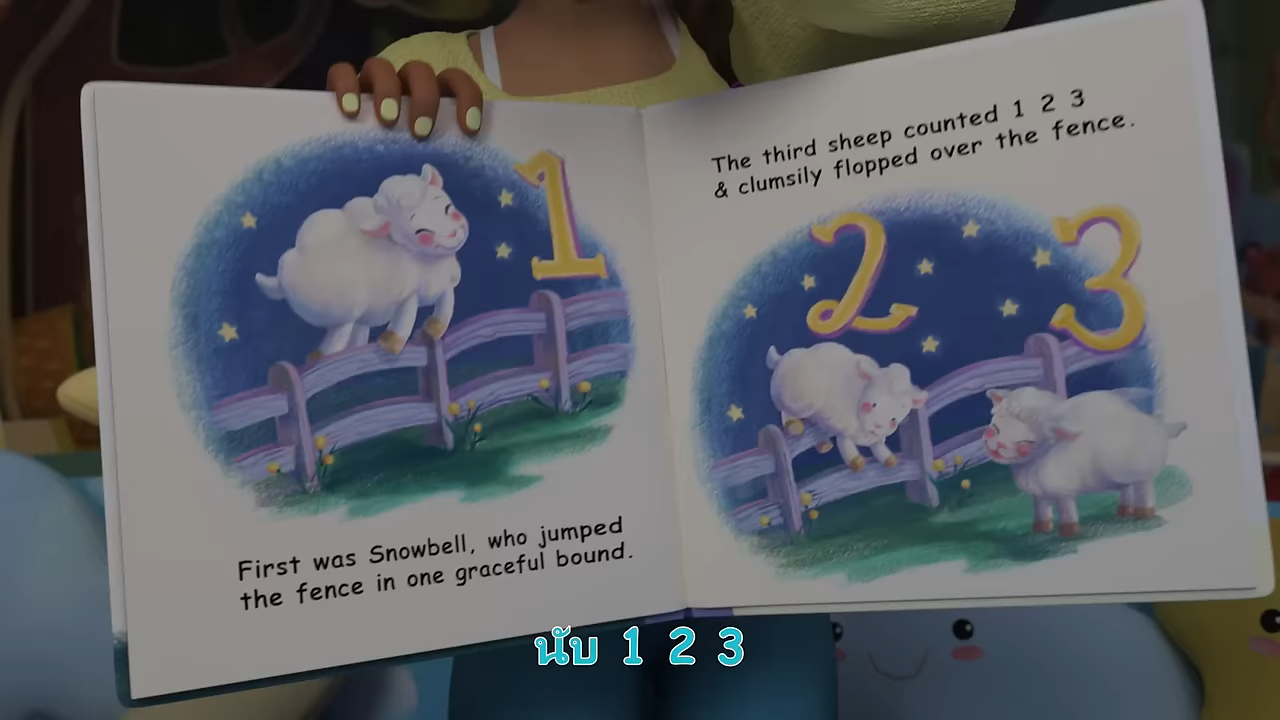 1
First was Snowbell, who jumped
the fence in one graceful bound.
The third sheep counted 1 2 3
& clumsily flopped over the fence.
2 3
นับ 1 2 3